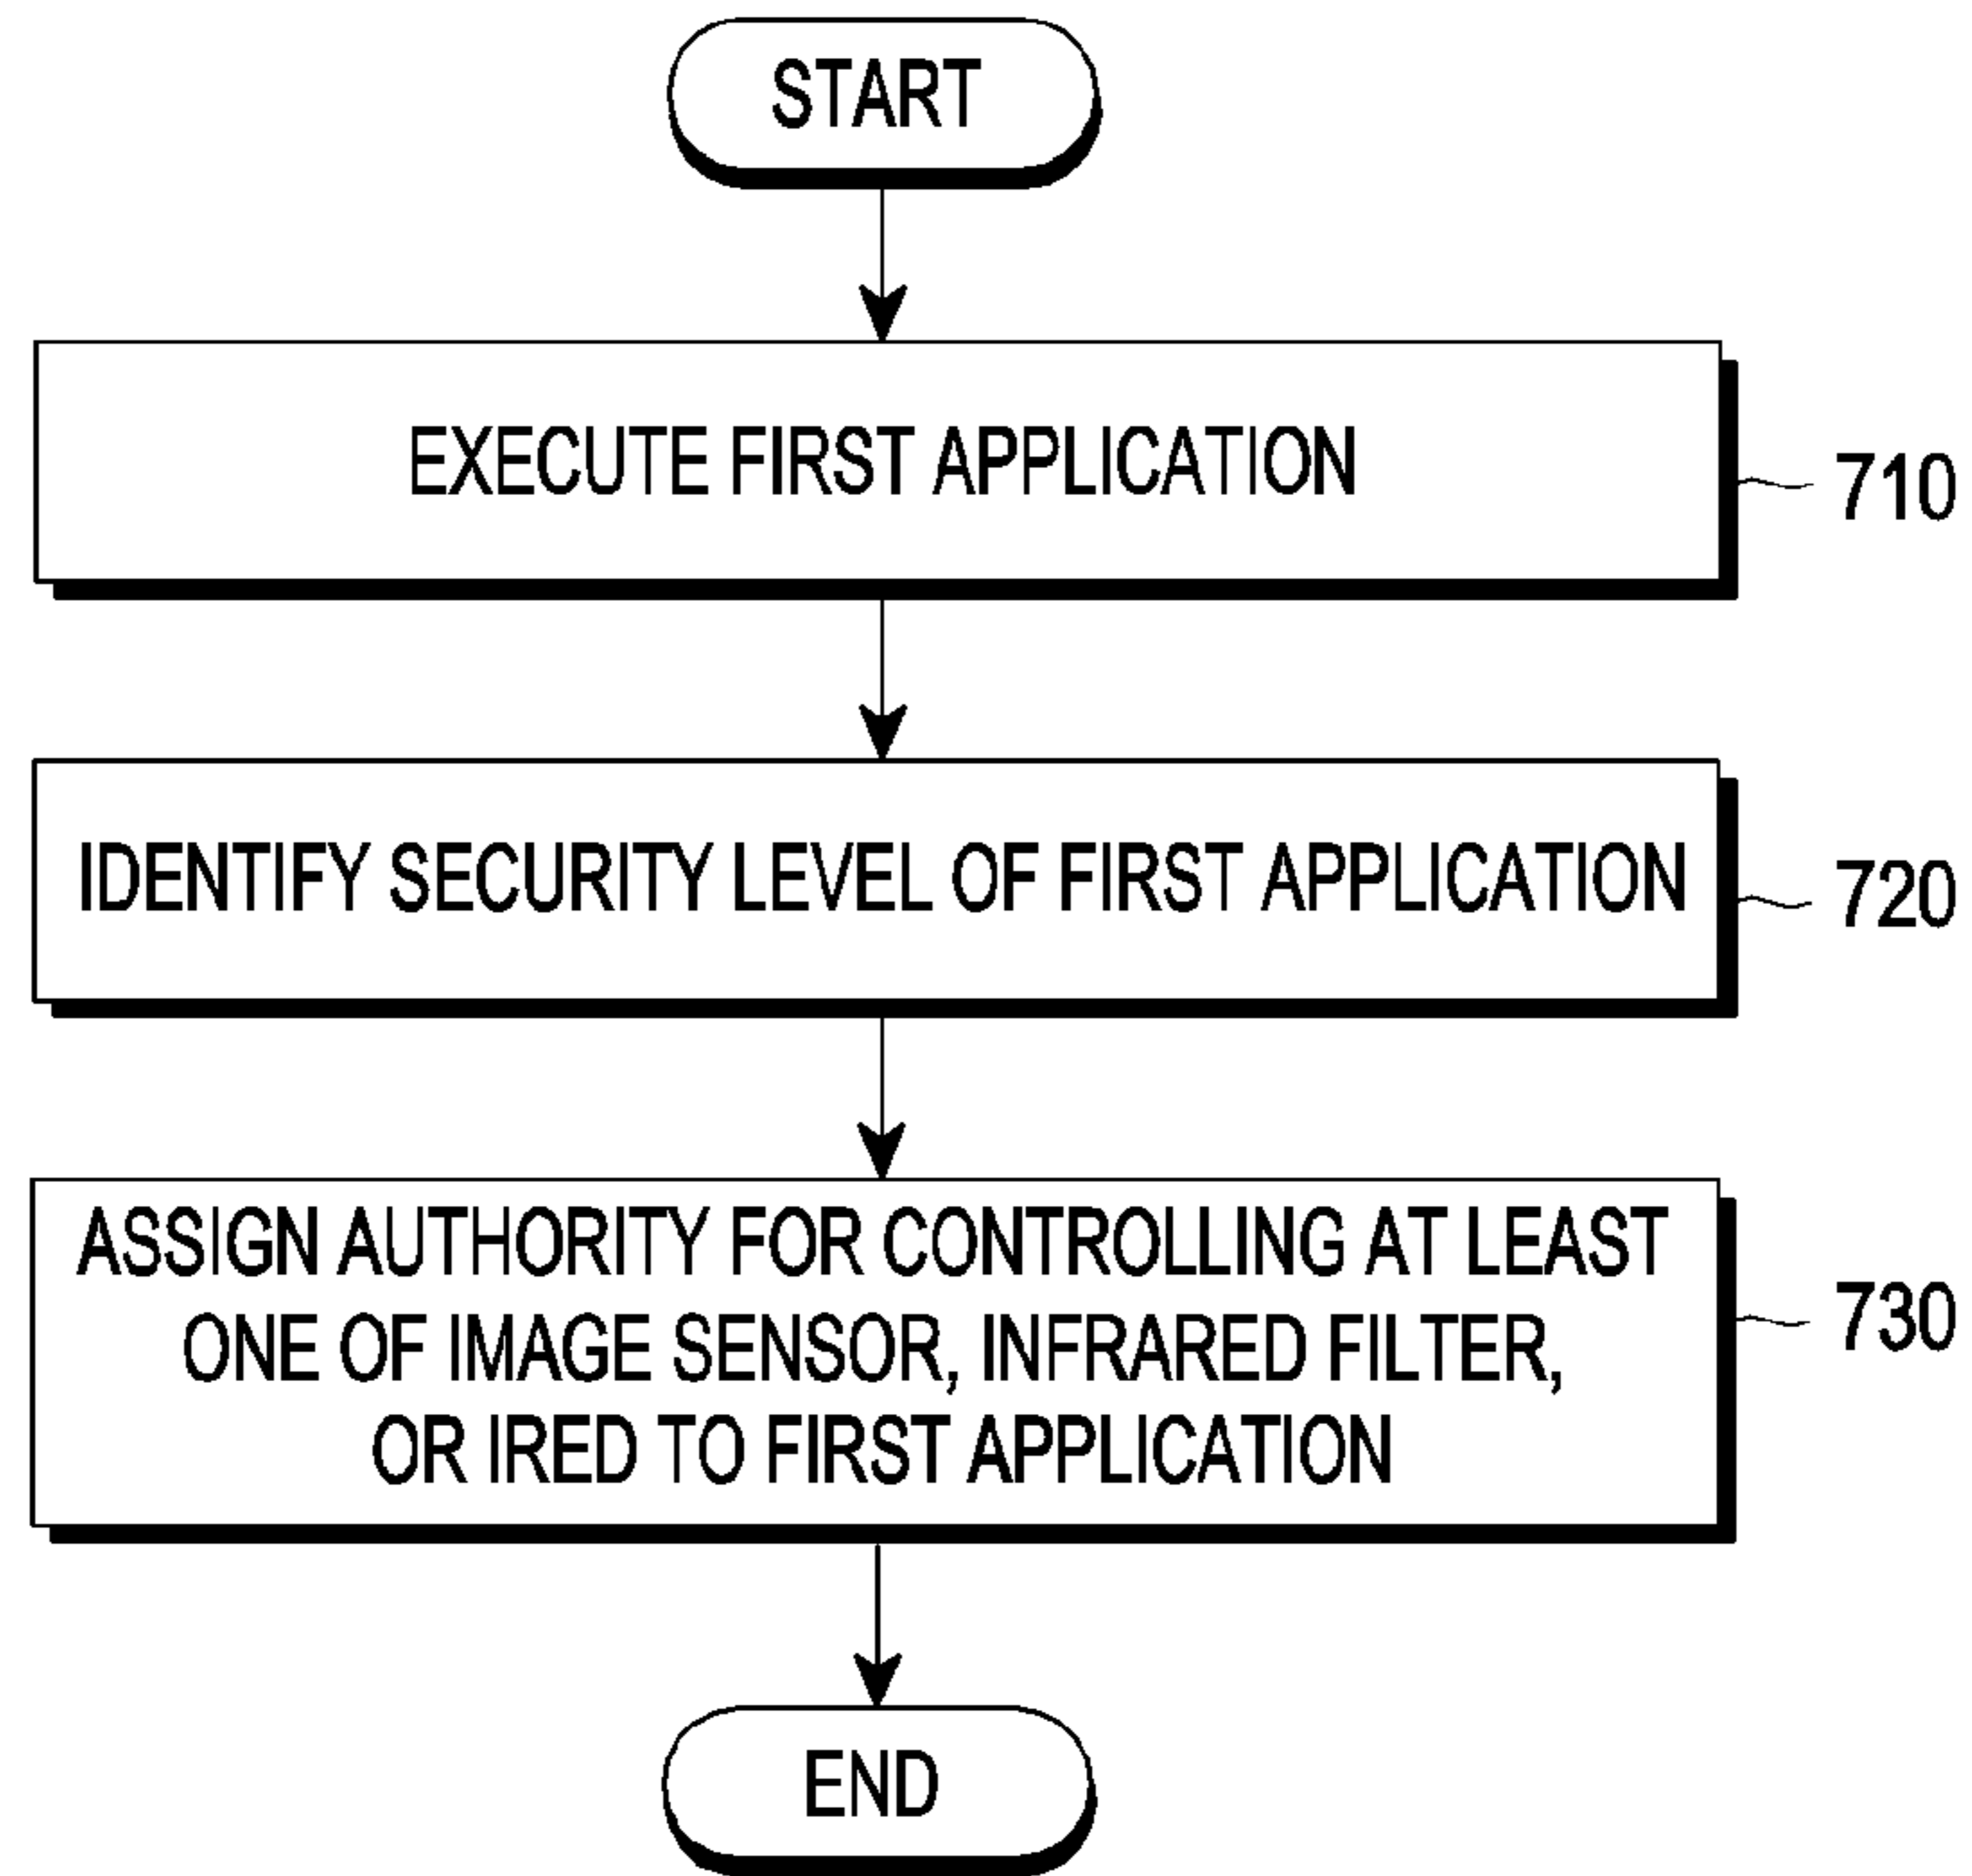 START
EXECUTE FIRST APPLICATION
710
IDENTIFY SECURITY LEVEL OF FIRST APPLICATION
720
ASSIGN AUTHORITY FOR CONTROLLING AT LEAST
ONE OF IMAGE SENSOR, INFRARED FILTER,
OR IRED TO FIRST APPLICATION
730
END